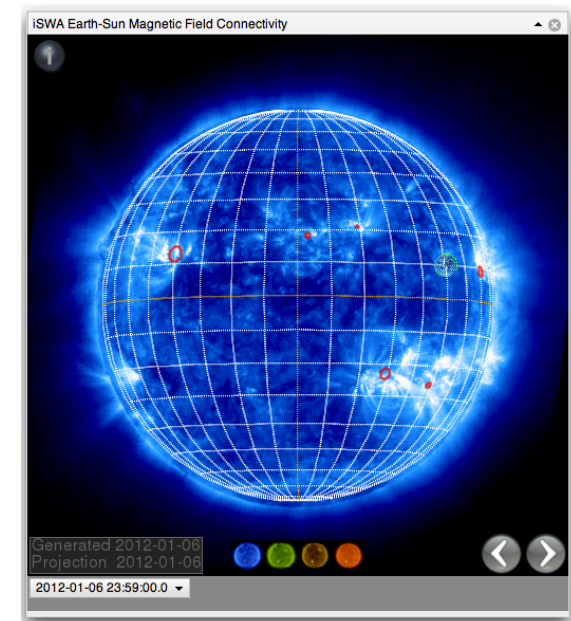 iSWA Earth-Sun Magnetic Field Connectivity
Generated 2012-01-06
Projection 2012-01-06
2012-01-06 23:59:00.0